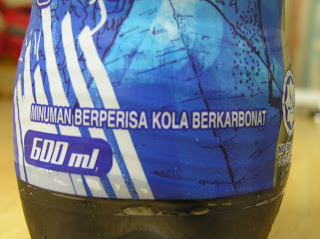 MINUMAN BERPERISA KOLA BERKARBONAT
600 ml